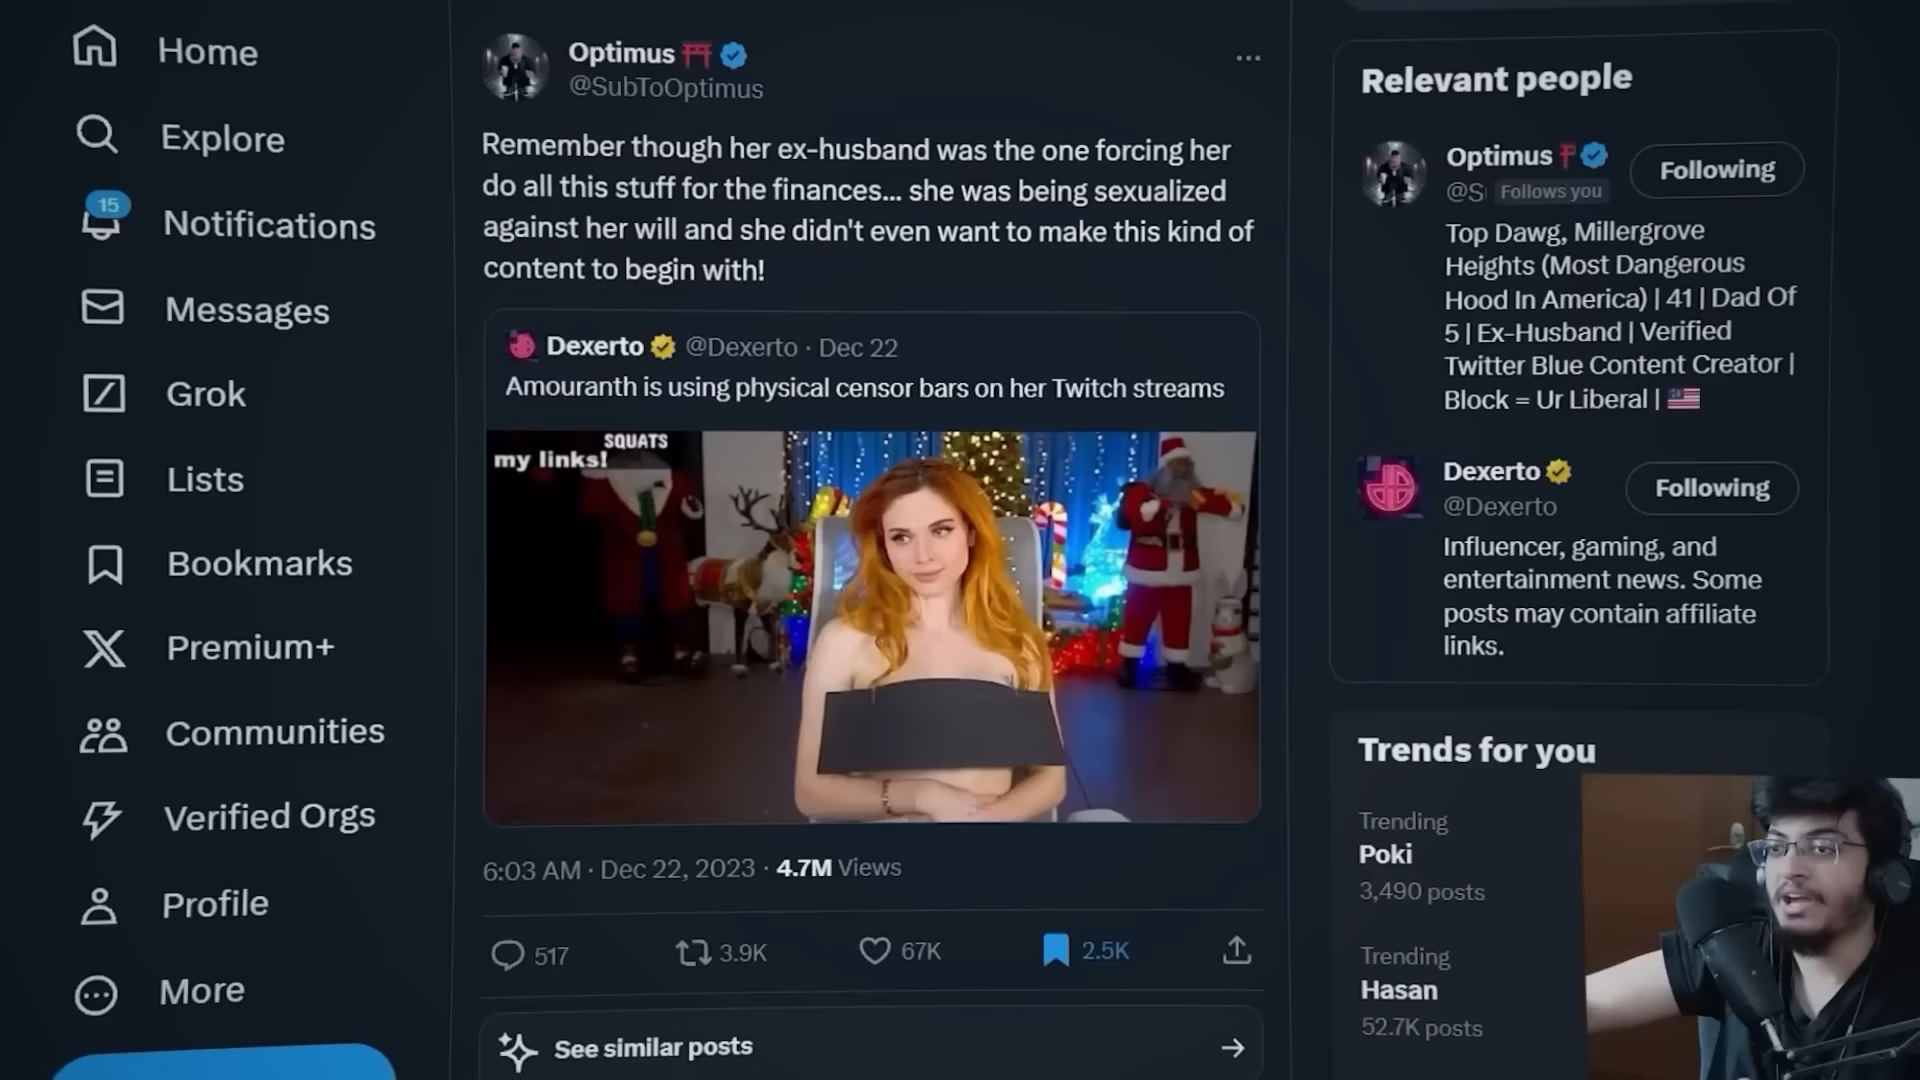 Home
Explore
15
Notifications
Messages
Grok
Lists
Bookmarks
Premium+
Communities
Verified Orgs
Profile
More
Optimus
@SubToOptimus
Remember though her ex-husband was the one forcing her
do all this stuff for the finances... she was being sexualized
against her will and she didn't even want to make this kind of
content to begin with!
Dexerto @Dexerto · Dec 22
Amouranth is using physical censor bars on her Twitch streams
SQUATS
my links!
6:03 AM · Dec 22, 2023 · 4.7M Views
517
3.9K
67K
2.5K
See similar posts
Relevant people
Optimus
Following
@S Follows you
Top Dawg, Millergrove
Heights (Most Dangerous
Hood In America) | 41 | Dad Of
5 | Ex-Husband | Verified
Twitter Blue Content Creator |
Block = Ur Liberal |
Dexerto
Following
@Dexerto
Influencer, gaming, and
entertainment news. Some
posts may contain affiliate
links.
Trends for you
Trending
Poki
3,490 posts
Trending
Hasan
52.7K posts